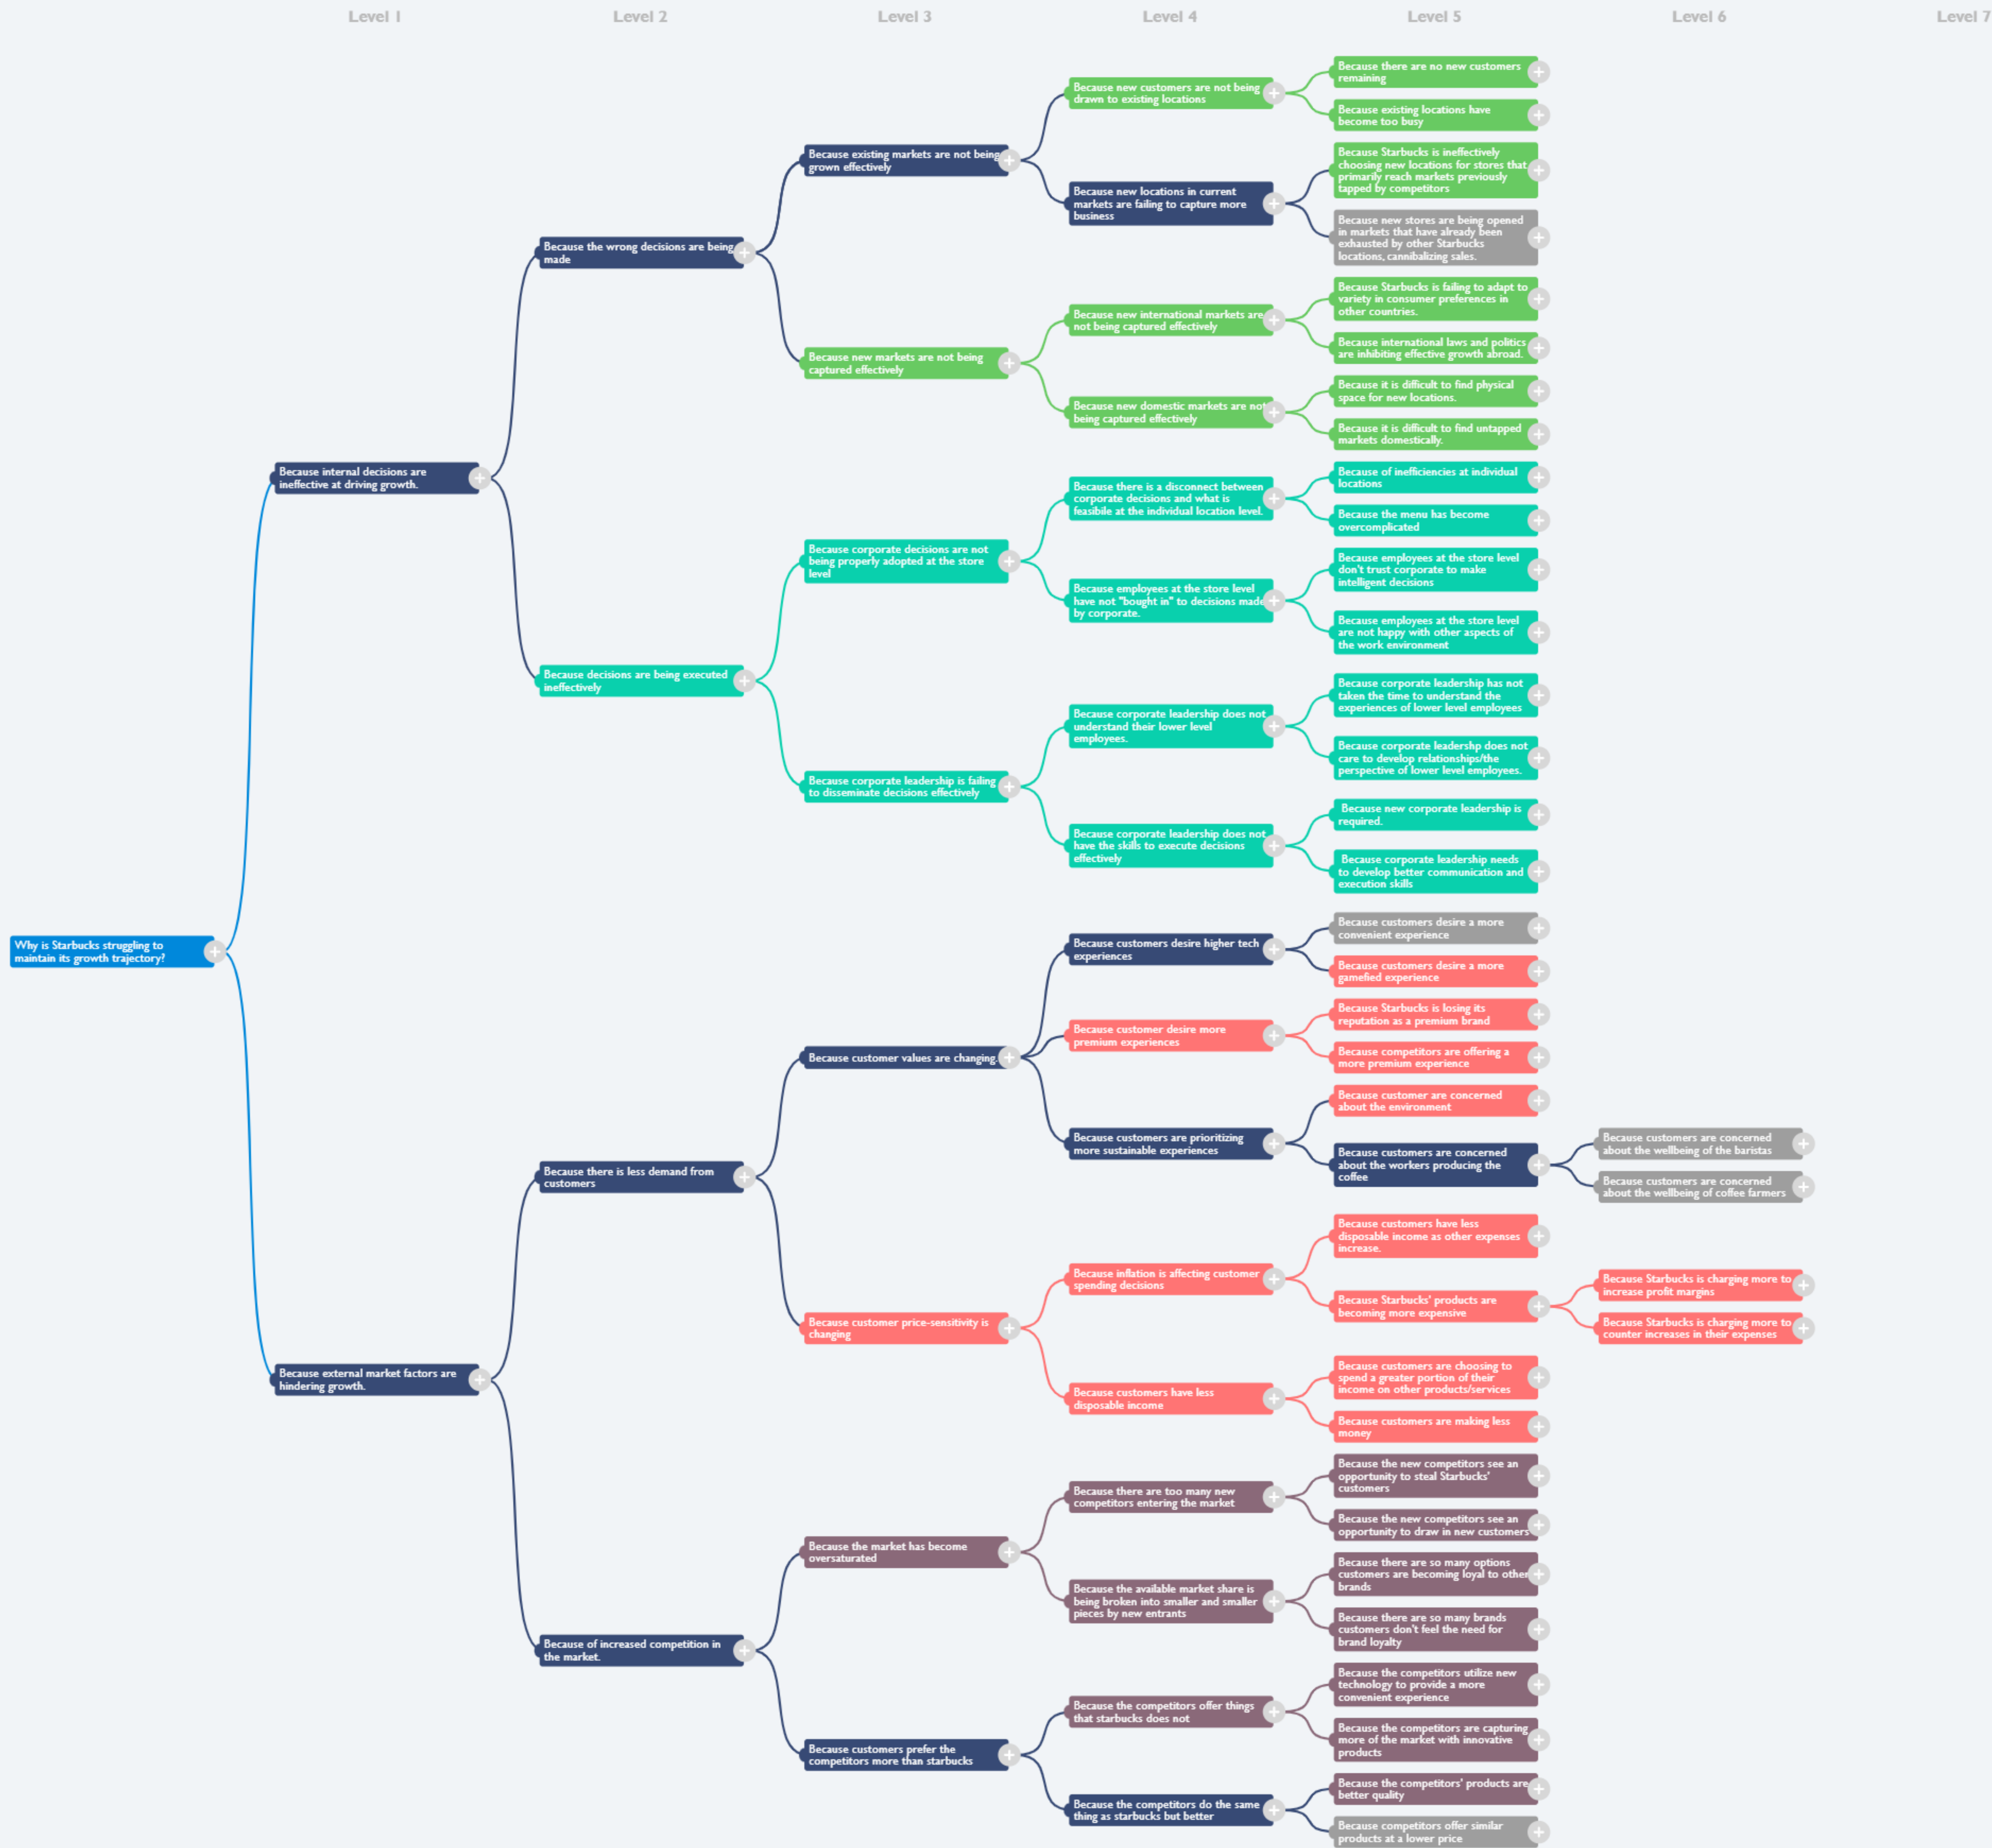 Level 1
Level 2
Level 3
Level 4
Level 5
Level 6
Level 7
Why is Starbucks struggling to
maintain its growth trajectory?
Because internal decisions are
ineffective at driving growth.
Because external market factors are
hindering growth.
Because the wrong decisions are being
made
Because decisions are being executed
ineffectively
Because there is less demand from
customers
Because of increased competition in
the market.
Because existing markets are not being
grown effectively
Because new markets are not being
captured effectively
Because corporate decisions are not
being properly adopted at the store
level
Because corporate leadership is failing
to disseminate decisions effectively
Because customer values are changing.
Because customer price-sensitivity is
changing
Because the market has become
oversaturated
Because customers prefer the
competitors more than starbucks
Because new customers are not being
drawn to existing locations
Because new locations in current
markets are failing to capture more
business
Because new international markets are
not being captured effectively
Because new domestic markets are not
being captured effectively
Because there is a disconnect between
corporate decisions and what is
feasibile at the individual location level.
Because employees at the store level
have not "bought in" to decisions made
by corporate.
Because corporate leadership does not
understand their lower level
employees.
Because corporate leadership does not
have the skills to execute decisions
effectively
Because customers desire higher tech
experiences
Because customer desire more
premium experiences
Because customers are prioritizing
more sustainable experiences
Because inflation is affecting customer
spending decisions
Because customers have less
disposable income
Because there are too many new
competitors entering the market
Because the available market share is
being broken into smaller and smaller
pieces by new entrants
Because the competitors offer things
that starbucks does not
Because the competitors do the same
thing as starbucks but better
Because there are no new customers
remaining
Because existing locations have
become too busy
Because Starbucks is ineffectively
choosing new locations for stores that
primarily reach markets previously
tapped by competitors
Because new stores are being opened
in markets that have already been
exhausted by other Starbucks
locations, cannibalizing sales.
Because Starbucks is failing to adapt to
variety in consumer preferences in
other countries.
Because international laws and politics
are inhibiting effective growth abroad.
Because it is difficult to find physical
space for new locations.
Because it is difficult to find untapped
markets domestically.
Because of inefficiencies at individual
locations
Because the menu has become
overcomplicated
Because employees at the store level
don't trust corporate to make
intelligent decisions
Because employees at the store level
are not happy with other aspects of
the work environment
Because corporate leadership has not
taken the time to understand the
experiences of lower level employees
Because corporate leadershp does not
care to develop relationships/the
perspective of lower level employees.
Because new corporate leadership is
required.
Because corporate leadership needs
to develop better communication and
execution skills
Because customers desire a more
convenient experience
Because customers desire a more
gamefied experience
Because Starbucks is losing its
reputation as a premium brand
Because competitors are offering a
more premium experience
Because customer are concerned
about the environment
Because customers are concerned
about the workers producing the
coffee
Because customers have less
disposable income as other expenses
increase.
Because Starbucks' products are
becoming more expensive
Because customers are choosing to
spend a greater portion of their
income on other products/services
Because customers are making less
money
Because the new competitors see an
opportunity to steal Starbucks'
customers
Because the new competitors see an
opportunity to draw in new customers
Because there are so many options
customers are becoming loyal to other
brands
Because there are so many brands
customers don't feel the need for
brand loyalty
Because the competitors utilize new
technology to provide a more
convenient experience
Because the competitors are capturing
more of the market with innovative
products
Because the competitors' products are
better quality
Because competitors offer similar
products at a lower price
Because customers are concerned
about the wellbeing of the baristas
Because customers are concerned
about the wellbeing of coffee farmers
Because Starbucks is charging more to
increase profit margins
Because Starbucks is charging more to
counter increases in their expenses